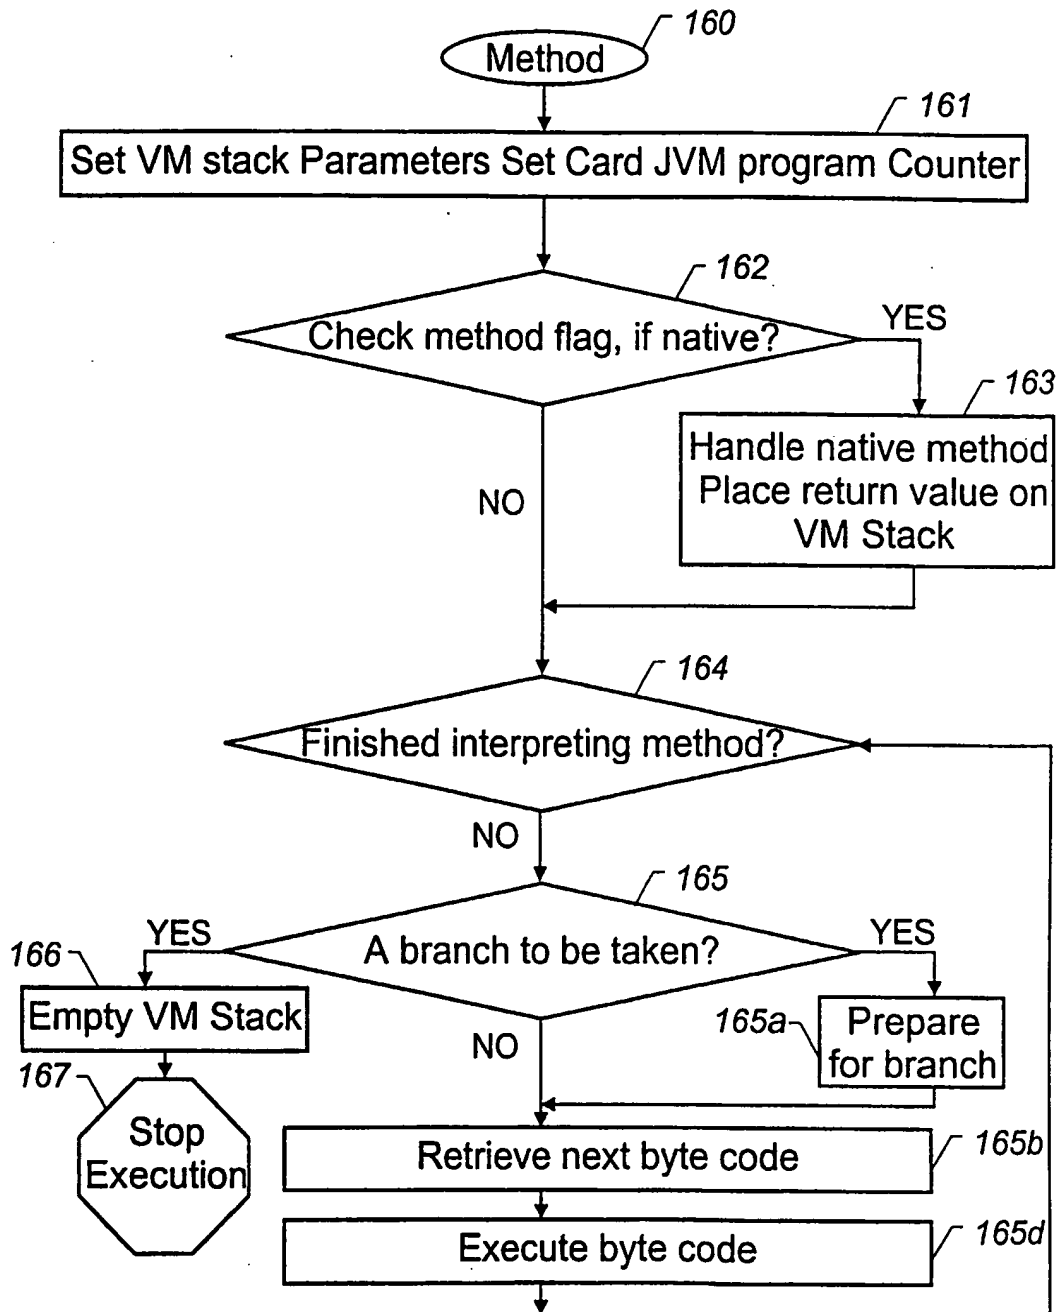 160
Method
161
Set VM stack Parameters Set Card JVM program Counter
162
Check method flag, if native?
YES
163
Handle native method
Place return value on
VM Stack
NO
164
Finished interpreting method?
NO
165
A branch to be taken?
YES
YES
166
Empty VM Stack
165a
Prepare
for branch
NO
167
Stop
Execution
Retrieve next byte code
165b
Execute byte code
165d